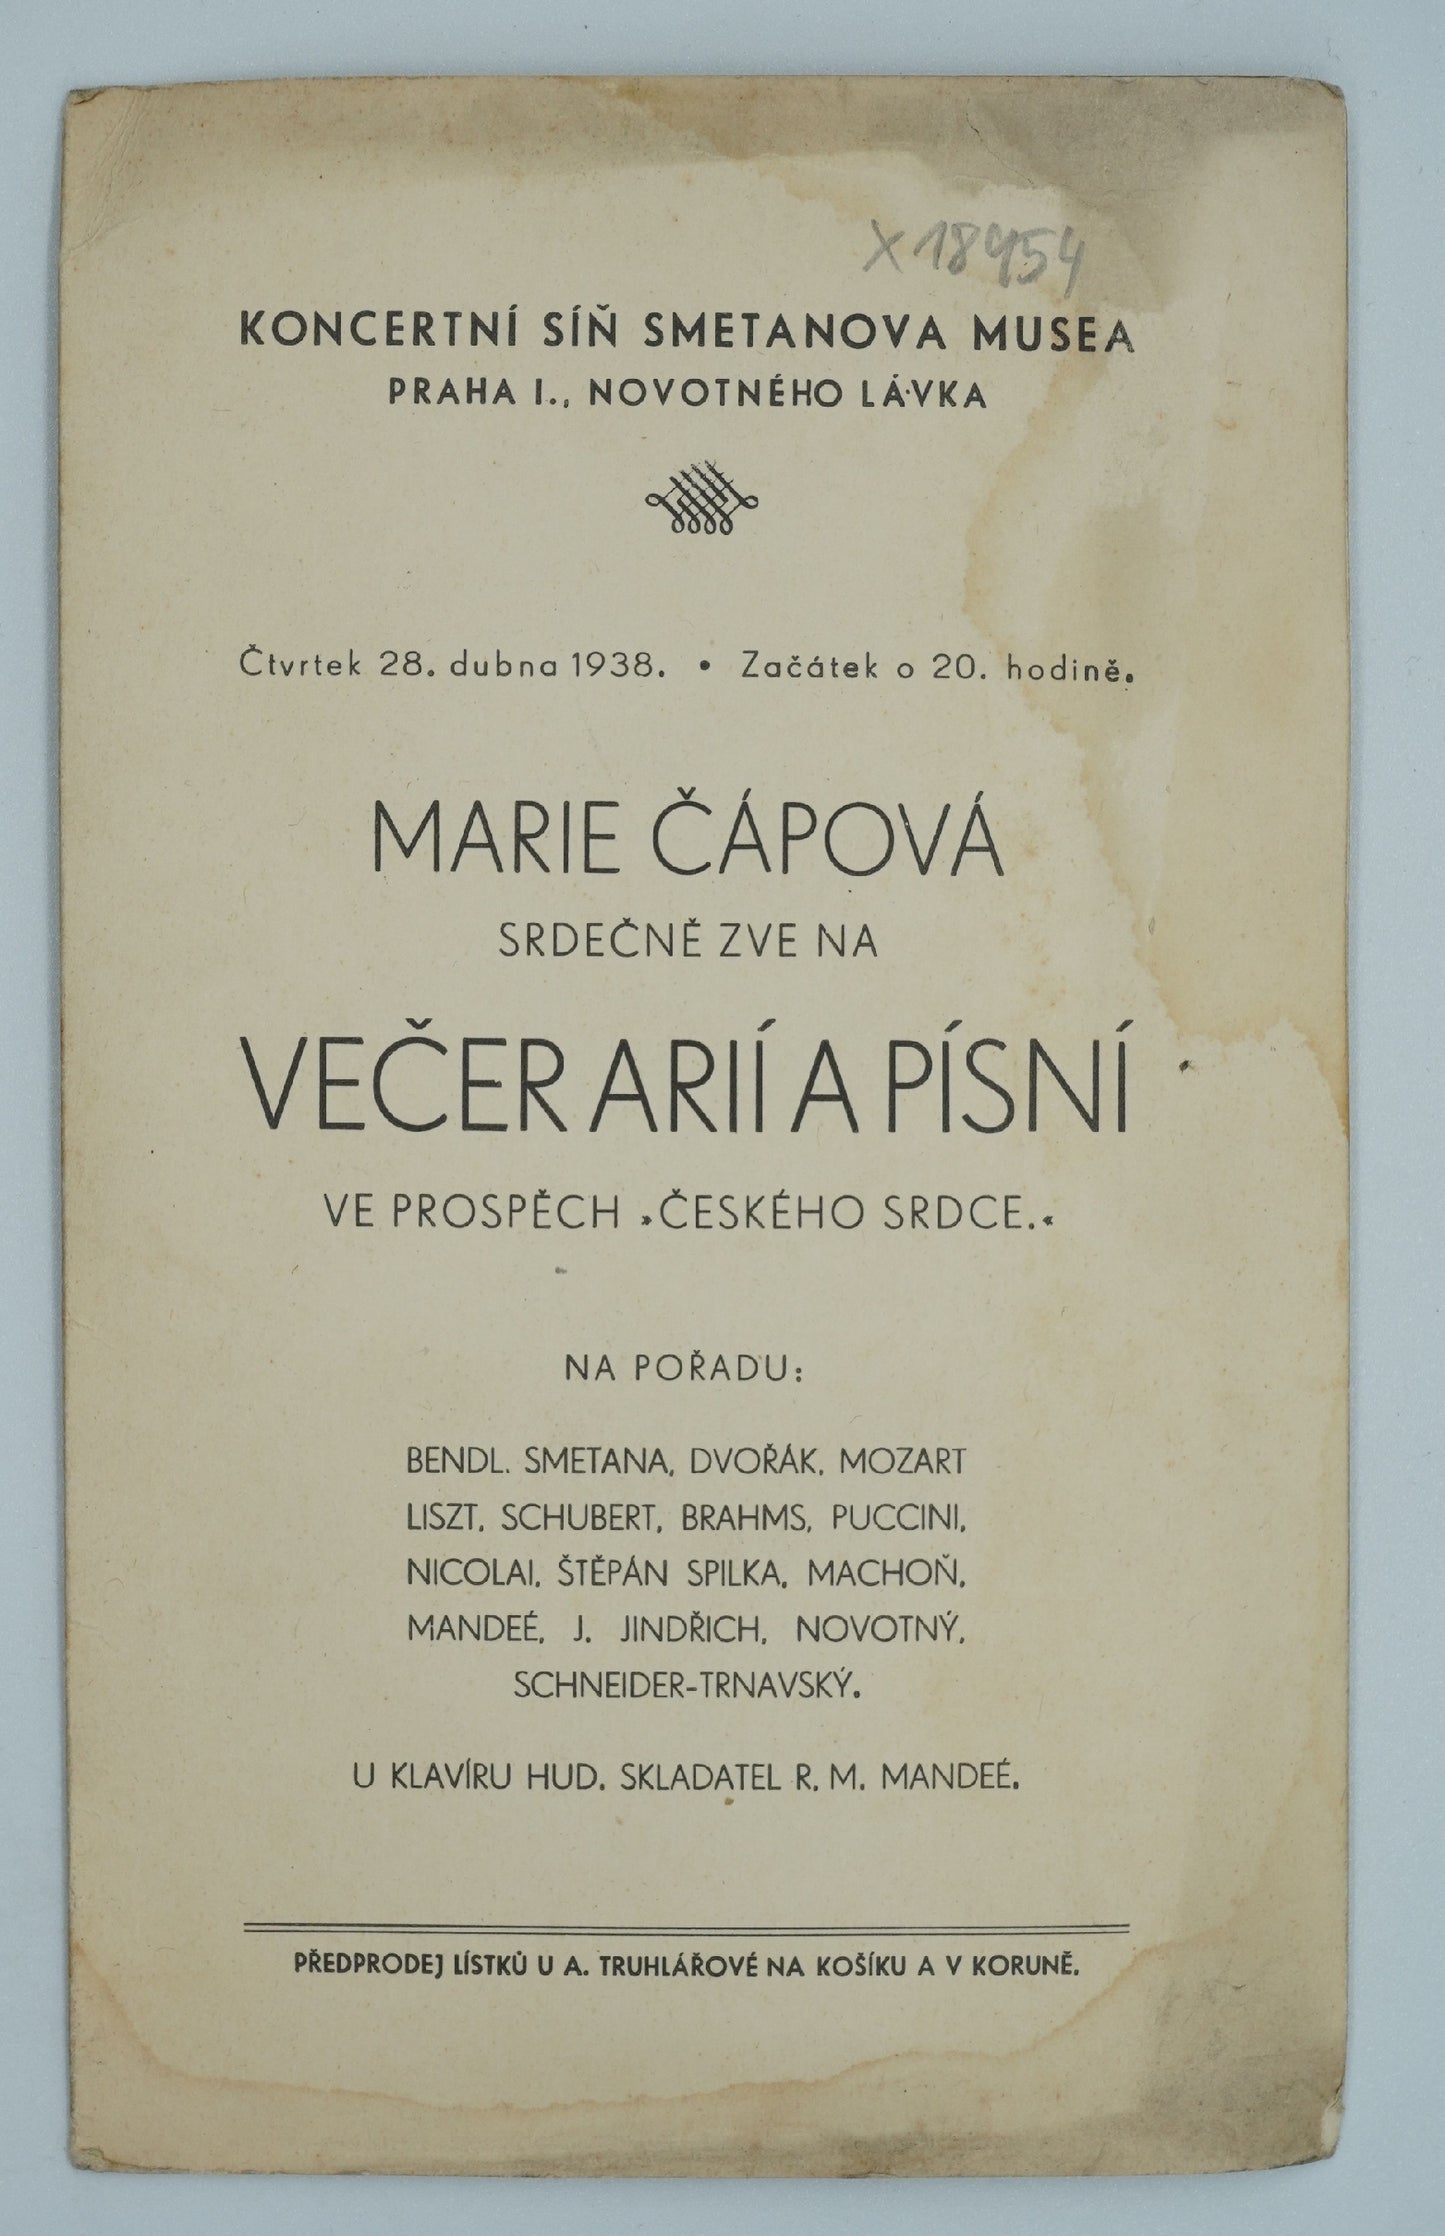 X 18454
KONCERTNÍ SÍŇ SMETANOVA MUSEA
PRAHA I., NOVOTNÉHO LÁVKA
Čtvrtek 28. dubna 1938. • Začátek o 20. hodině.
MARIE ČÁPOVÁ
SRDEČNĚ ZVE NA
VEČER ARIÍ A PÍSNÍ
VE PROSPĚCH »ČESKÉHO SRDCE.«
NA POŘADU:
BENDL. SMETANA, DVOŘÁK, MOZART
LISZT, SCHUBERT, BRAHMS, PUCCINI,
NICOLAI, ŠTĚPÁN SPILKA, MACHOŇ,
MANDEÉ, J. JINDŘICH, NOVOTNÝ,
SCHNEIDER-TRNAVSKÝ.
U KLAVÍRU HUD. SKLADATEL R. M. MANDEÉ.
PŘEDPRODEJ LÍSTKŮ U A. TRUHLÁŘOVÉ NA KOŠÍKU A V KORUNĚ.